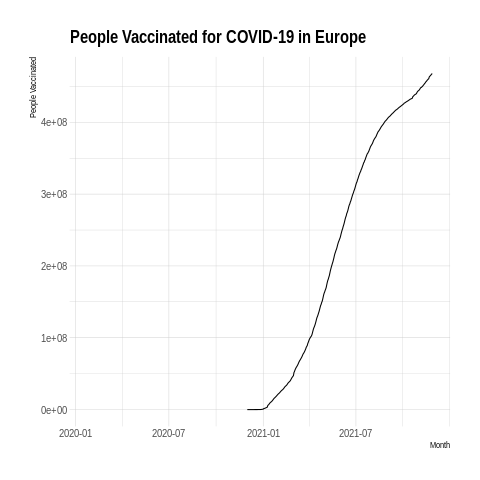 People Vaccinated for COVID-19 in Europe
People Vaccinated
4e+08
3e+08
2e+08
1e+08
0e+00
2020-01 2020-07 2021-01 2021-07
Month